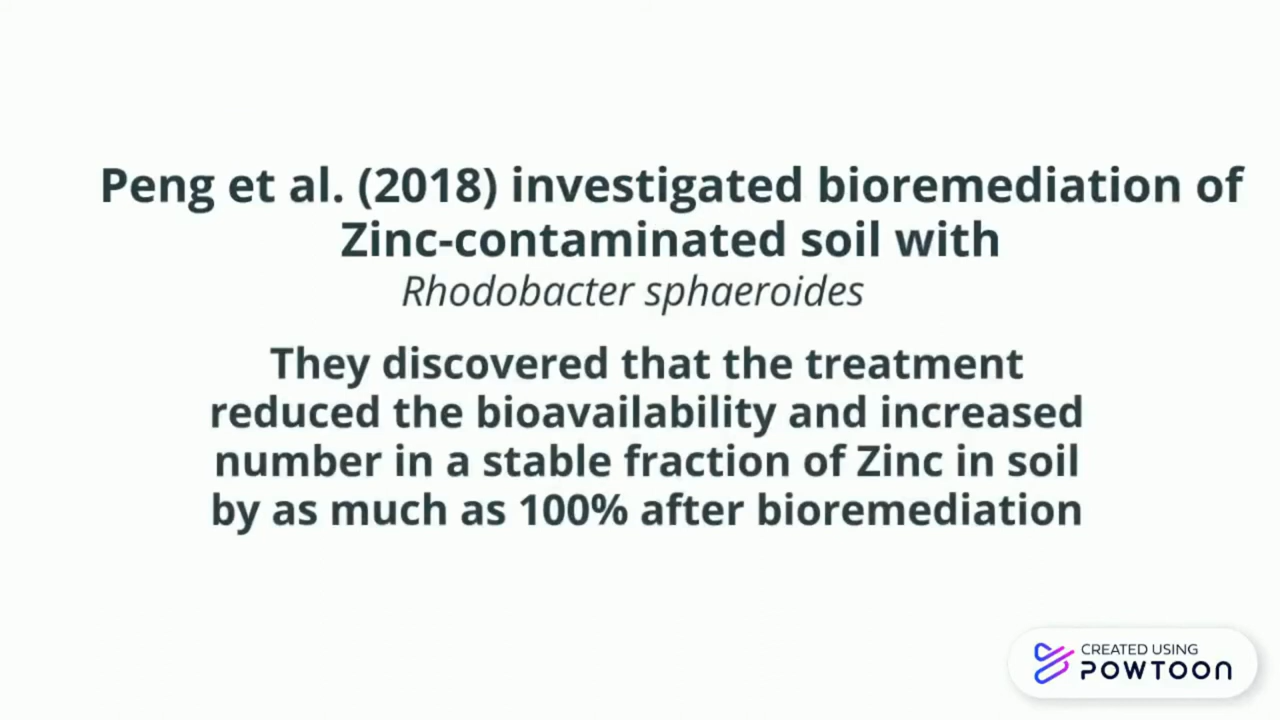 Peng et al. (2018) investigated bioremediation of
Zinc-contaminated soil with
Rhodobacter sphaeroides
They discovered that the treatment
reduced the bioavailability and increased
number in a stable fraction of Zinc in soil
by as much as 100% after bioremediation
CREATED USING
POWTOON